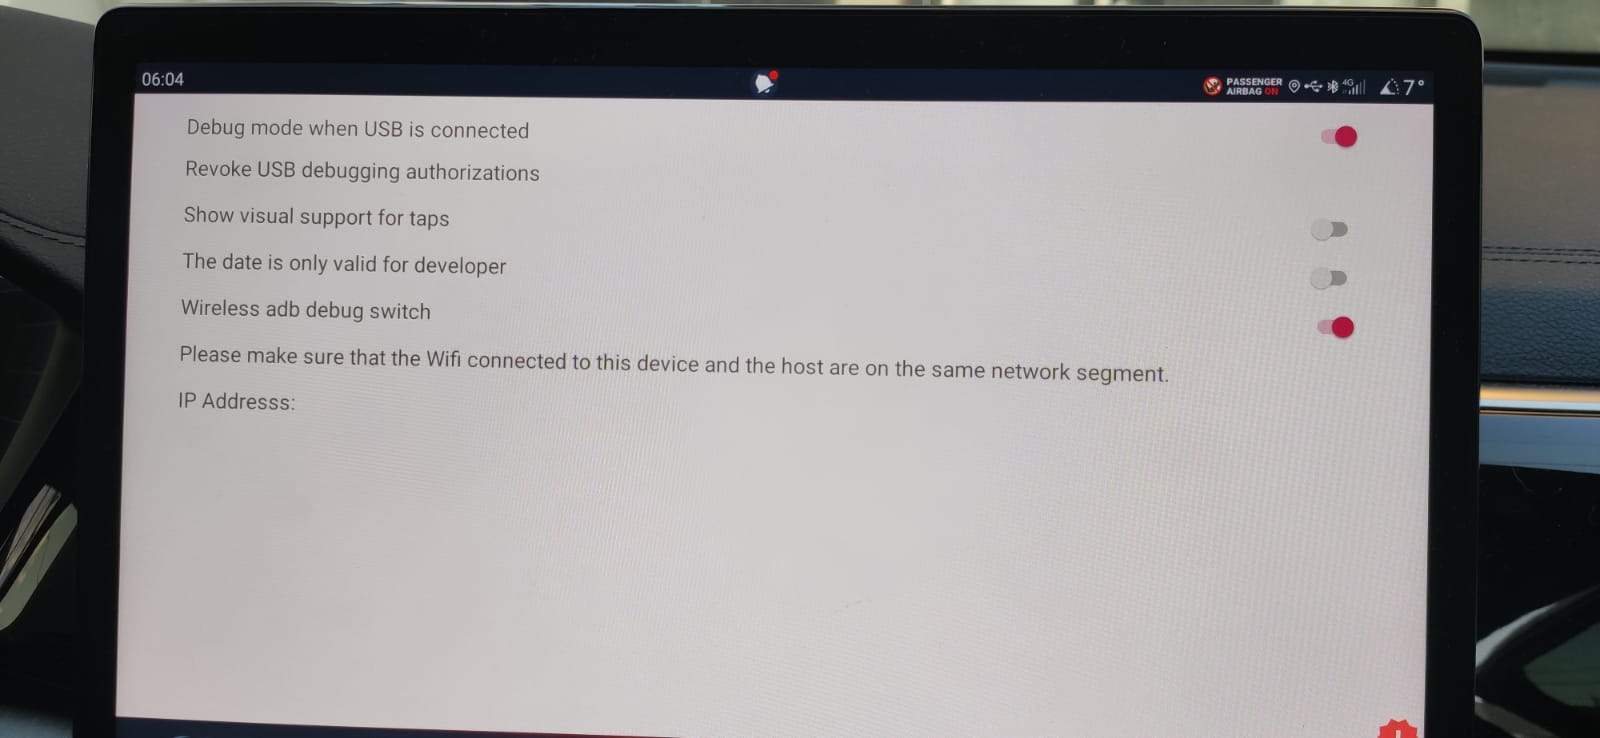 06:04
PASSENGER
AIRBAG ON
4G
7°
Debug mode when USB is connected
Revoke USB debugging authorizations
Show visual support for taps
The date is only valid for developer
Wireless adb debug switch
Please make sure that the Wifi connected to this device and the host are on the same network segment.
IP Addresss: